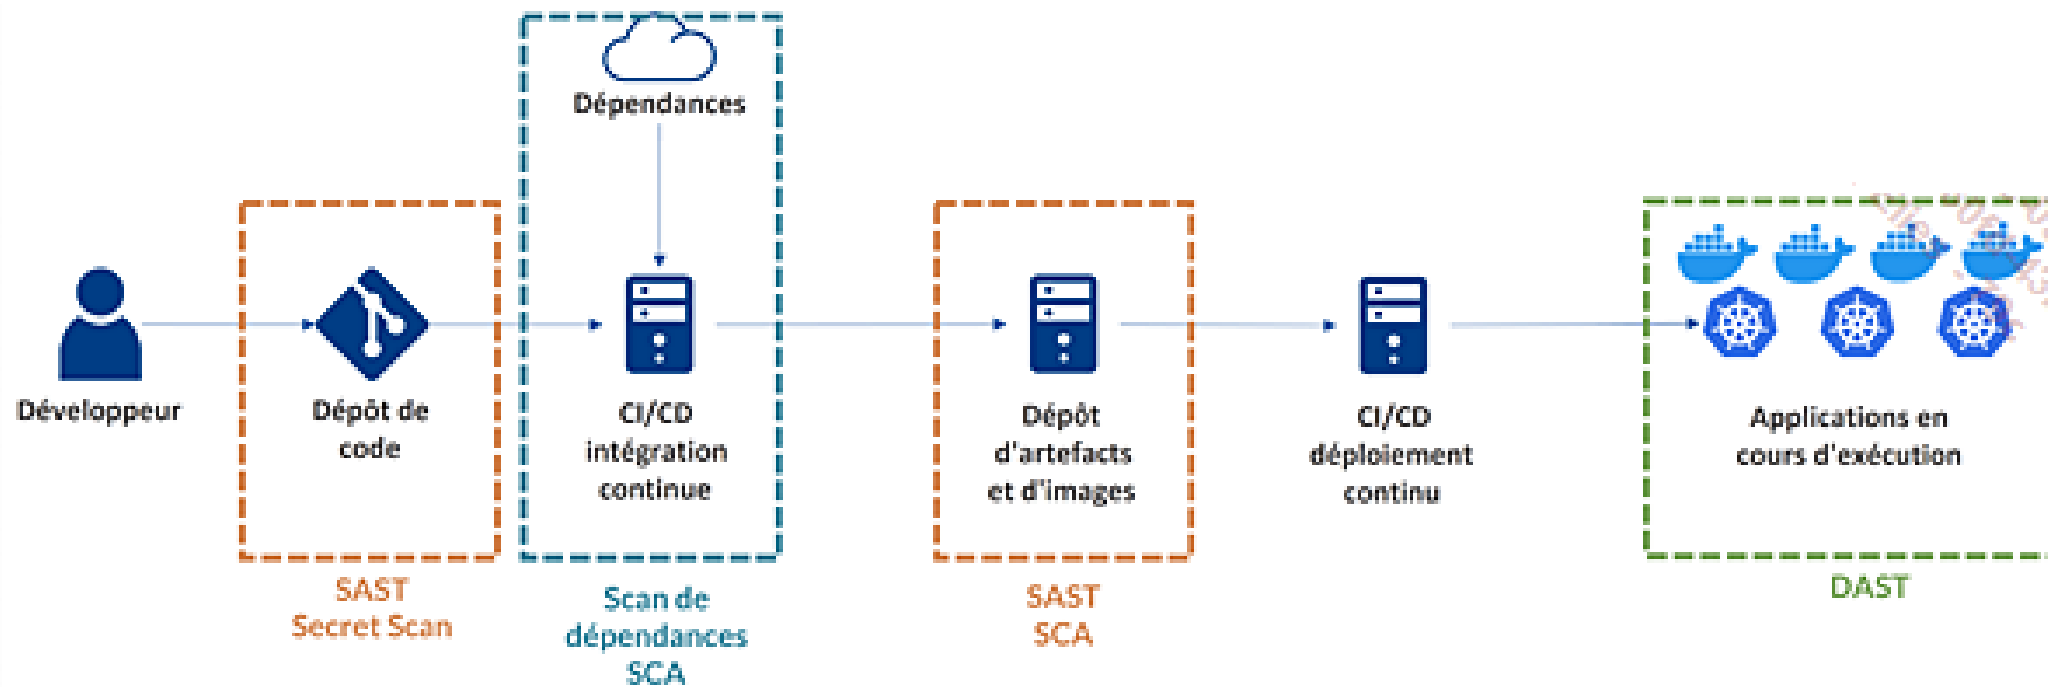 Dépendances
Développeur
Dépôt de
code
CI/CD
intégration
continue
Dépôt
d'artefacts
et d'images
CI/CD
déploiement
continu
Applications en
cours d'exécution
SAST
Secret Scan
Scan de
dépendances
SCA
SAST
SCA
DAST